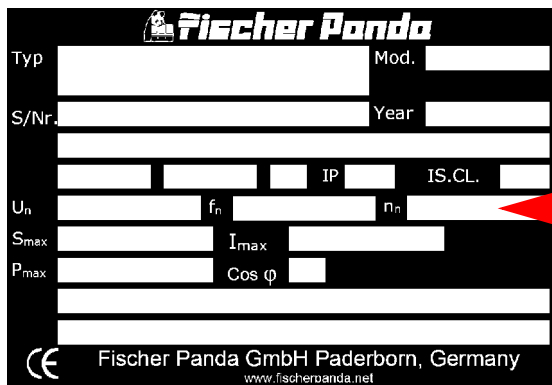 Fischer Panda
Typ Mod.
S/Nr. Year
IP IS.CL.
Un fn nn
Smax Imax
Pmax Cos φ
CE Fischer Panda GmbH Paderborn, Germany
www.fischerpanda.net